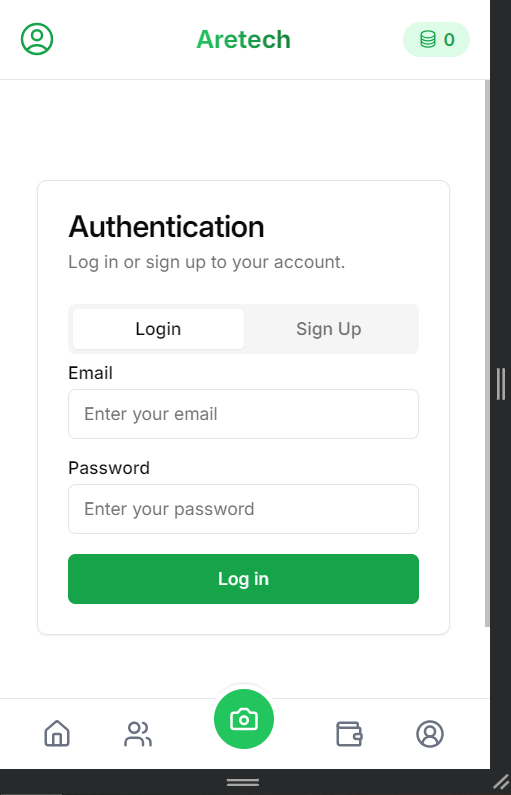 Aretech
0
Authentication
Log in or sign up to your account.
Login
Sign Up
Email
Enter your email
Password
Enter your password
Log in